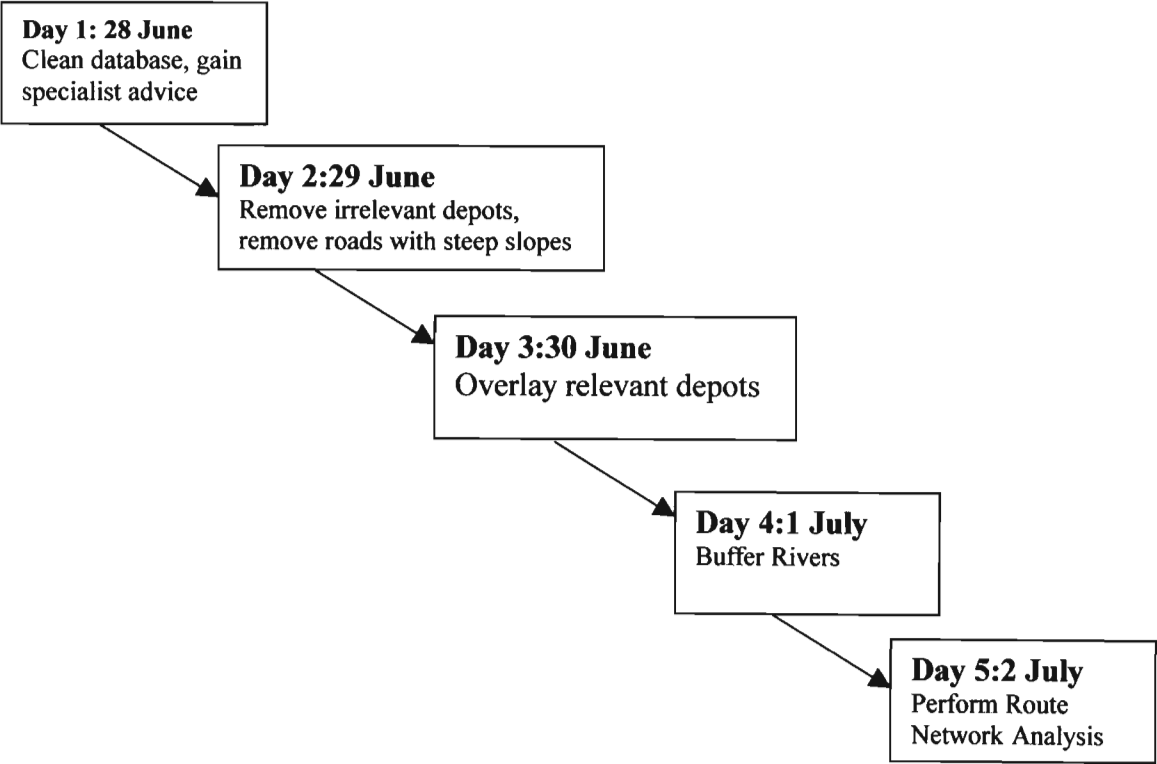 Day 1: 28 June
Clean database, gain
specialist advice
Day 2:29 June
Remove irrelevant depots,
remove roads with steep slopes
Day 3:30 June
Overlay relevant depots
Day 4:1 July
Buffer Rivers
Day 5:2 July
Perform Route
Network Analysis